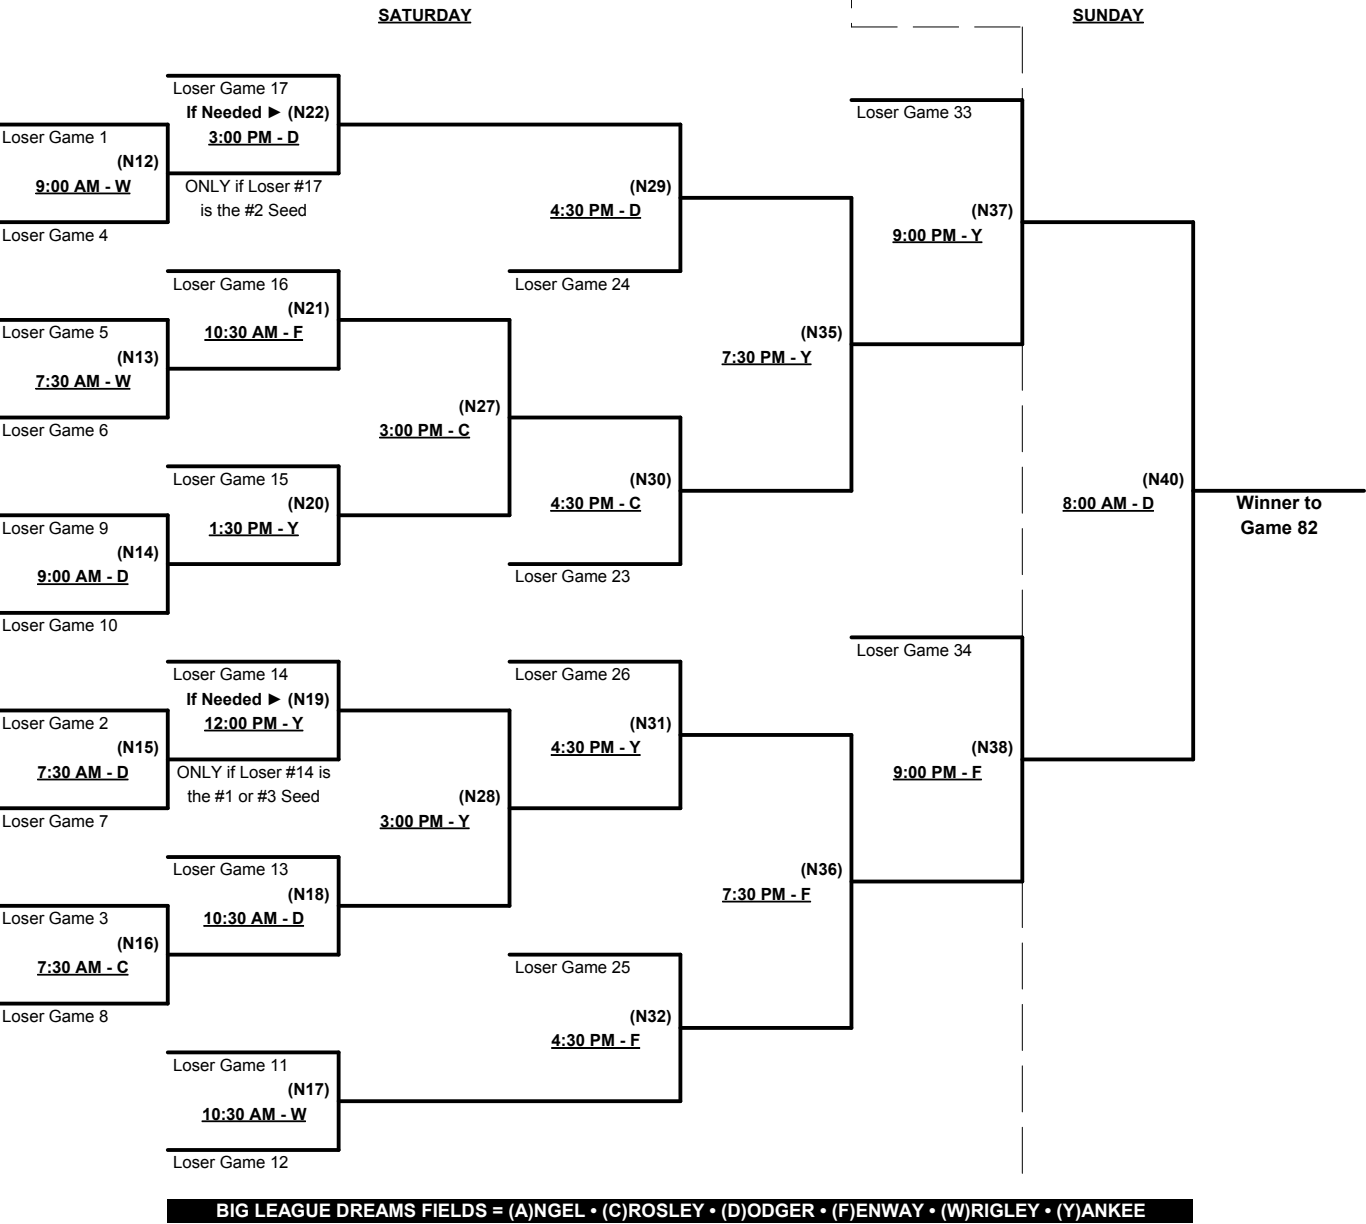 SATURDAY
SUNDAY
Loser Game 17
If Needed ► (N22)
3:00 PM - D
ONLY if Loser #17
is the #2 Seed
Loser Game 1
(N12)
9:00 AM - W
Loser Game 4
Loser Game 16
(N21)
10:30 AM - F
Loser Game 5
(N13)
7:30 AM - W
Loser Game 6
Loser Game 15
(N20)
1:30 PM - Y
Loser Game 9
(N14)
9:00 AM - D
Loser Game 10
Loser Game 14
If Needed ► (N19)
12:00 PM - Y
ONLY if Loser #14 is
the #1 or #3 Seed
Loser Game 2
(N15)
7:30 AM - D
Loser Game 7
Loser Game 13
(N18)
10:30 AM - D
Loser Game 3
(N16)
7:30 AM - C
Loser Game 8
Loser Game 11
(N17)
10:30 AM - W
Loser Game 12
(N27)
3:00 PM - C
(N28)
3:00 PM - Y
(N29)
4:30 PM - D
Loser Game 24
(N30)
4:30 PM - C
Loser Game 23
Loser Game 26
(N31)
4:30 PM - Y
Loser Game 25
(N32)
4:30 PM - F
(N35)
7:30 PM - Y
(N36)
7:30 PM - F
Loser Game 33
(N37)
9:00 PM - Y
Loser Game 34
(N38)
9:00 PM - F
(N40)
8:00 AM - D
Winner to
Game 82
BIG LEAGUE DREAMS FIELDS = (A)NGEL • (C)ROSLEY • (D)ODGER • (F)ENWAY • (W)RIGLEY • (Y)ANKEE